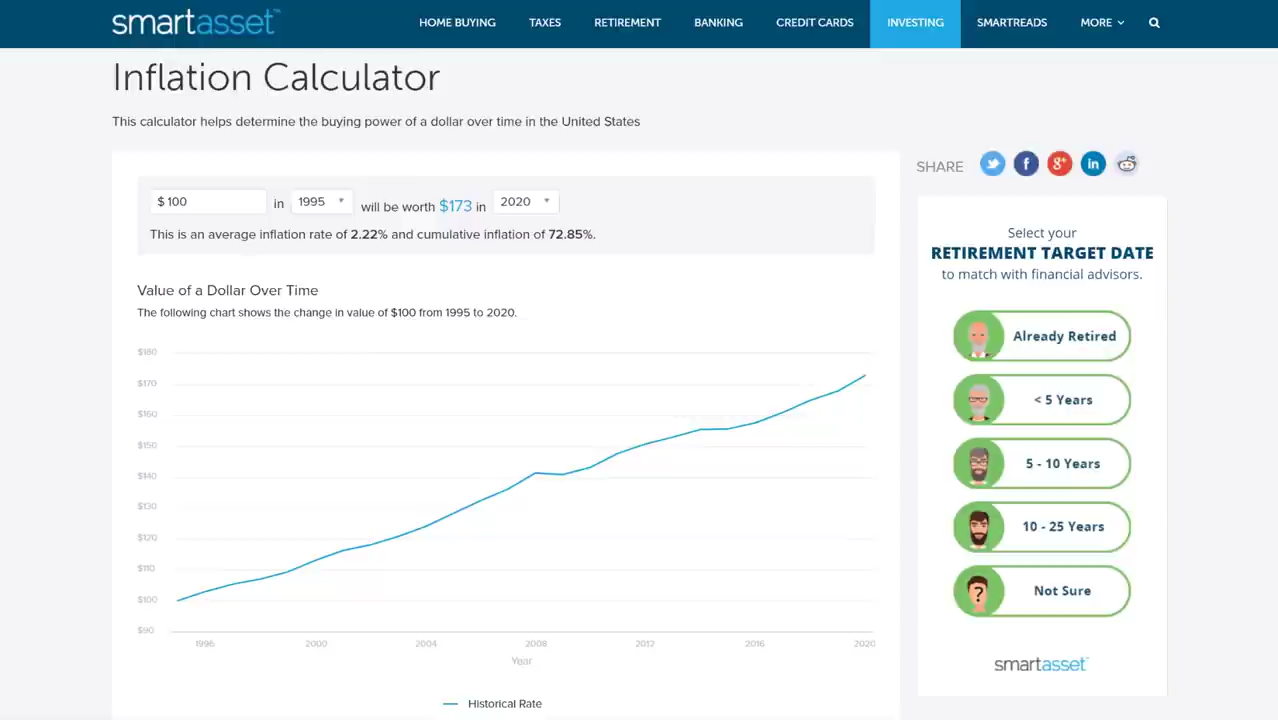 smartasset™
HOME BUYING TAXES RETIREMENT BANKING CREDIT CARDS INVESTING SMARTREADS MORE
Inflation Calculator
This calculator helps determine the buying power of a dollar over time in the United States
$ 100 in 1995 will be worth $173 in 2020
This is an average inflation rate of 2.22% and cumulative inflation of 72.85%.
Value of a Dollar Over Time
The following chart shows the change in value of $100 from 1995 to 2020.
$180
$170
$160
$150
$140
$130
$120
$110
$100
$90
1996 2000 2004 2008 2012 2016 2020
Year
Historical Rate
SHARE
f
g+
in
Select your
RETIREMENT TARGET DATE
to match with financial advisors.
Already Retired
< 5 Years
5 - 10 Years
10 - 25 Years
?
Not Sure
smartasset™